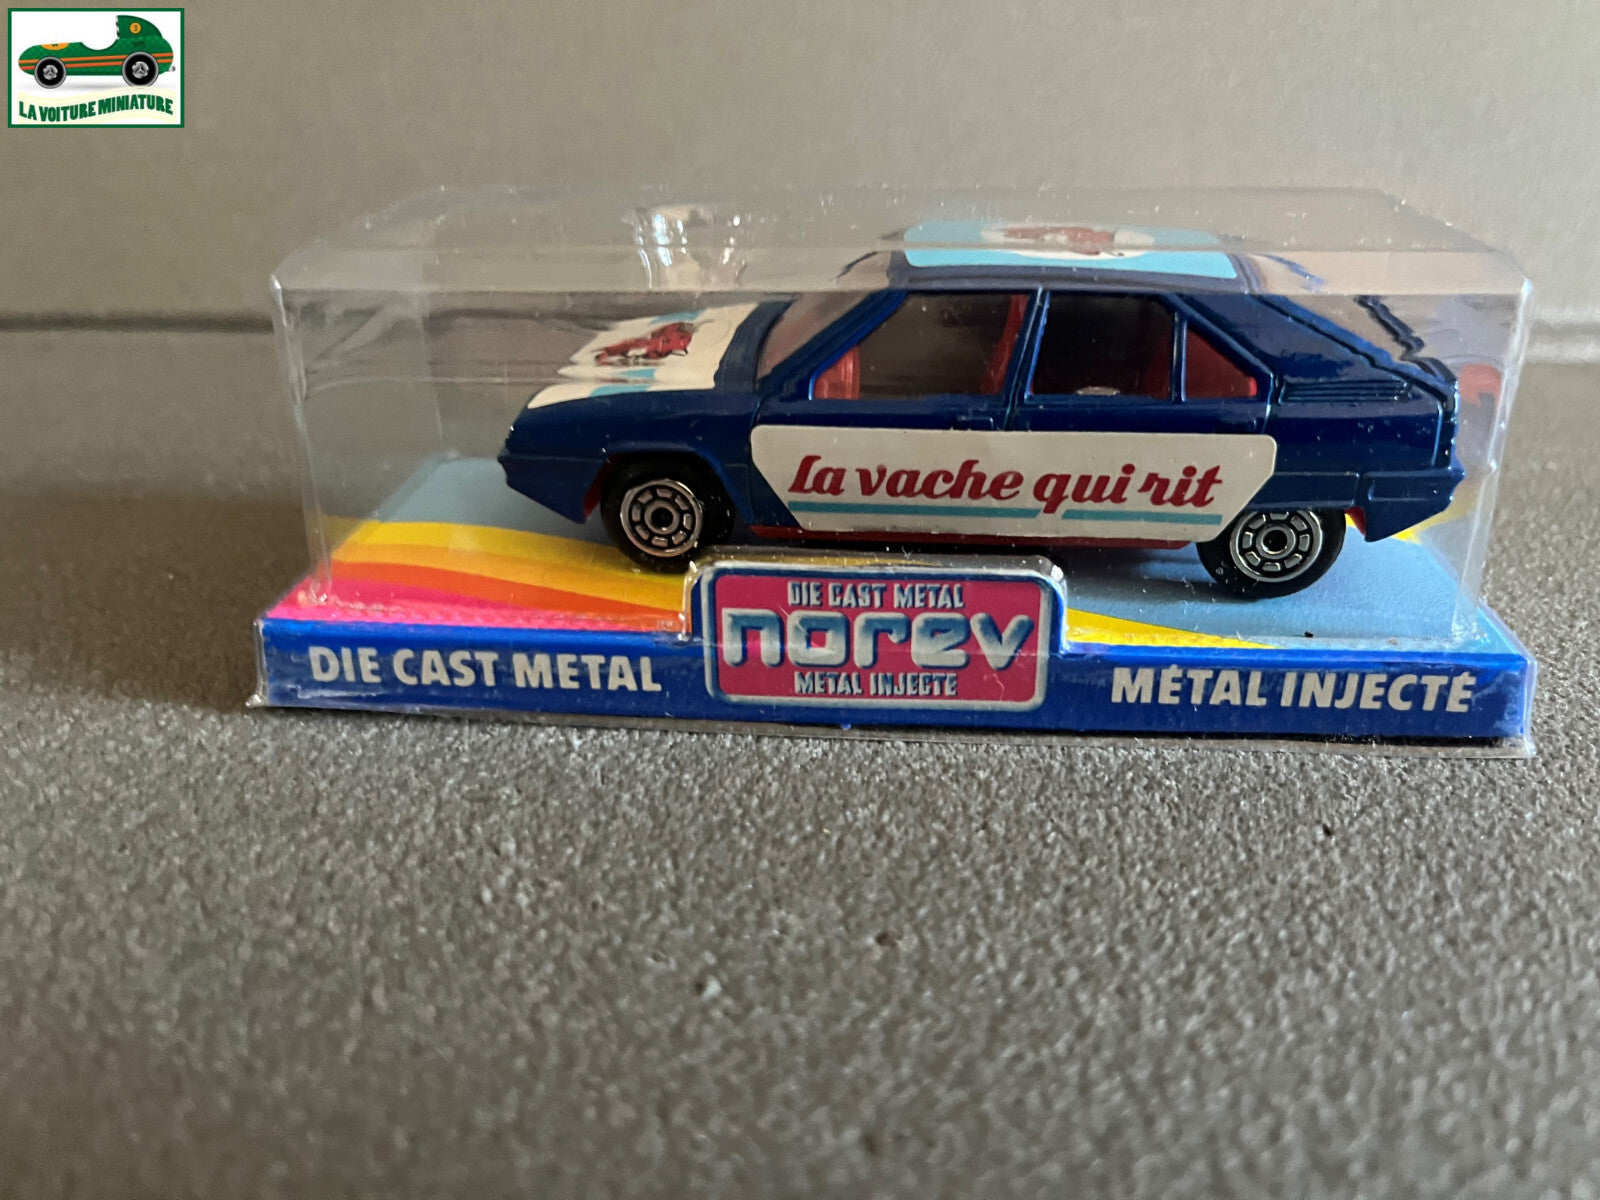 LA VOITURE MINIATURE
la vache qui rit
DIE CAST METAL
norev
METAL INJECTE
DIE CAST METAL
MÉTAL INJECTÉ